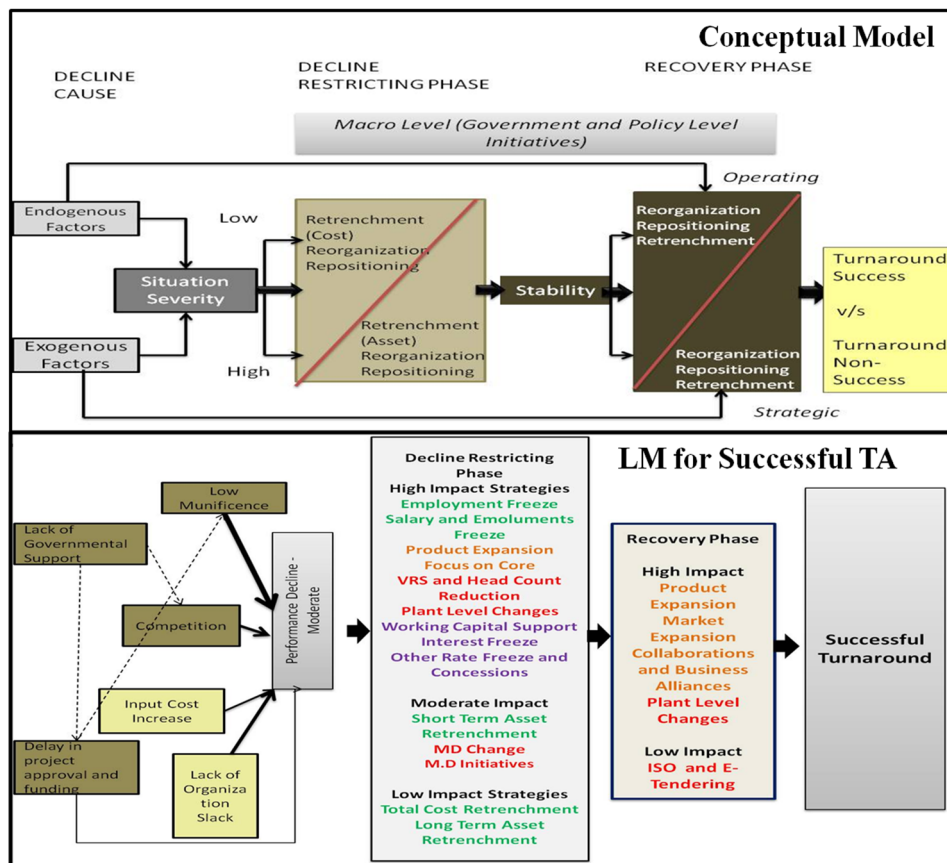 Conceptual Model
DECLINE
CAUSE
DECLINE
RESTRICTING PHASE
RECOVERY PHASE
Macro Level (Government and Policy Level
Initiatives)
Operating
Endogenous
Factors
Low
Retrenchment
(Cost)
Reorganization
Repositioning
Reorganization
Repositioning
Retrenchment
Situation
Severity
Stability
Turnaround
Success
v/s
Turnaround
Non-
Success
Exogenous
Factors
High
Retrenchment
(Asset)
Reorganization
Repositioning
Reorganization
Repositioning
Retrenchment
Strategic
LM for Successful TA
Low
Munificence
Lack of
Governmental
Support
Competition
Input Cost
Increase
Delay in
project
approval and
funding
Lack of
Organiza
tion
Slack
Performance Decline -
Moderate
Decline Restricting
Phase
High Impact Strategies
Employment Freeze
Salary and Emoluments
Freeze
Product Expansion
Focus on Core
VRS and Head Count
Reduction
Plant Level Changes
Working Capital Support
Interest Freeze
Other Rate Freeze and
Concessions
Moderate Impact
Short Term Asset
Retrenchment
MD Change
M.D Initiatives
Low Impact Strategies
Total Cost Retrenchment
Long Term Asset
Retrenchment
Recovery Phase
High Impact
Product
Expansion
Market
Expansion
Collaborations
and Business
Alliances
Plant Level
Changes
Low Impact
ISO and E-
Tendering
Successful
Turnaround